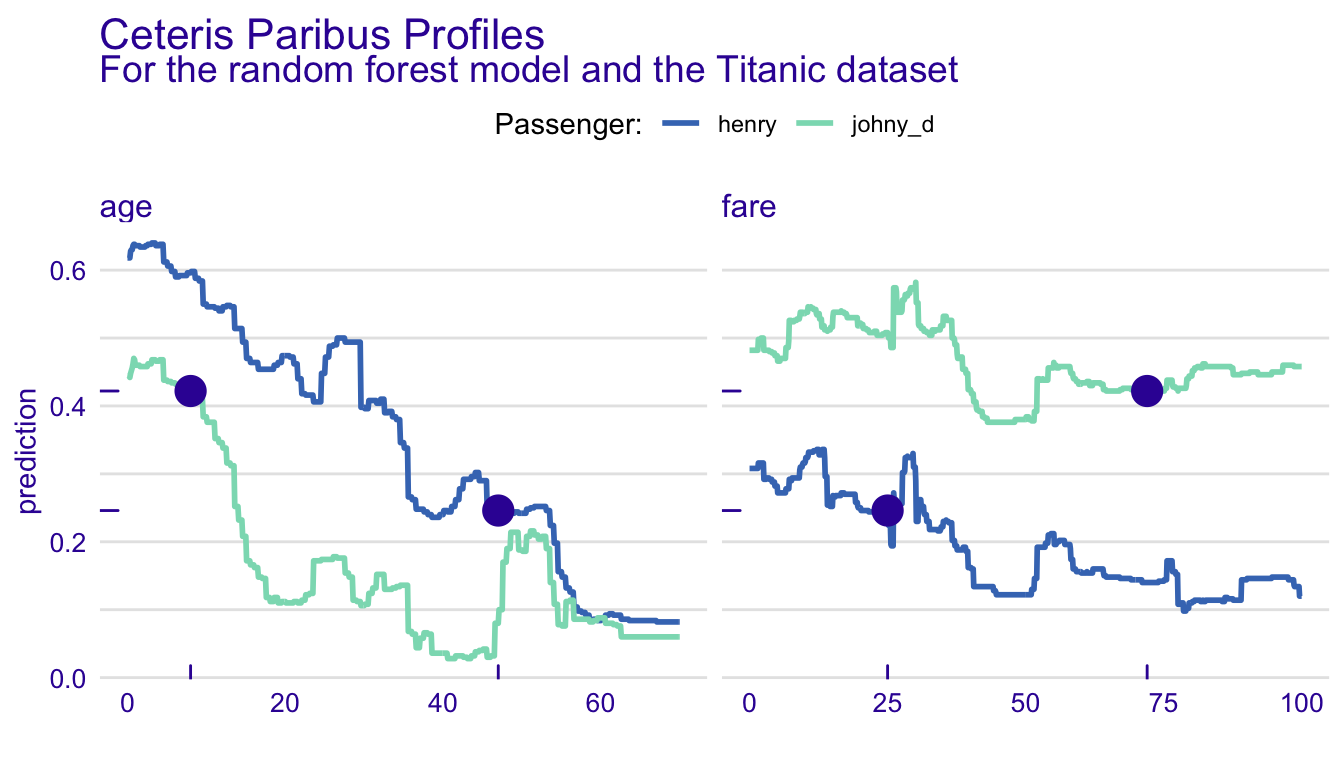 Ceteris Paribus Profiles
For the random forest model and the Titanic dataset
Passenger: henry johny_d
age
fare
prediction
0.6
0.4
0.2
0.0
0 20 40 60
0 25 50 75 100